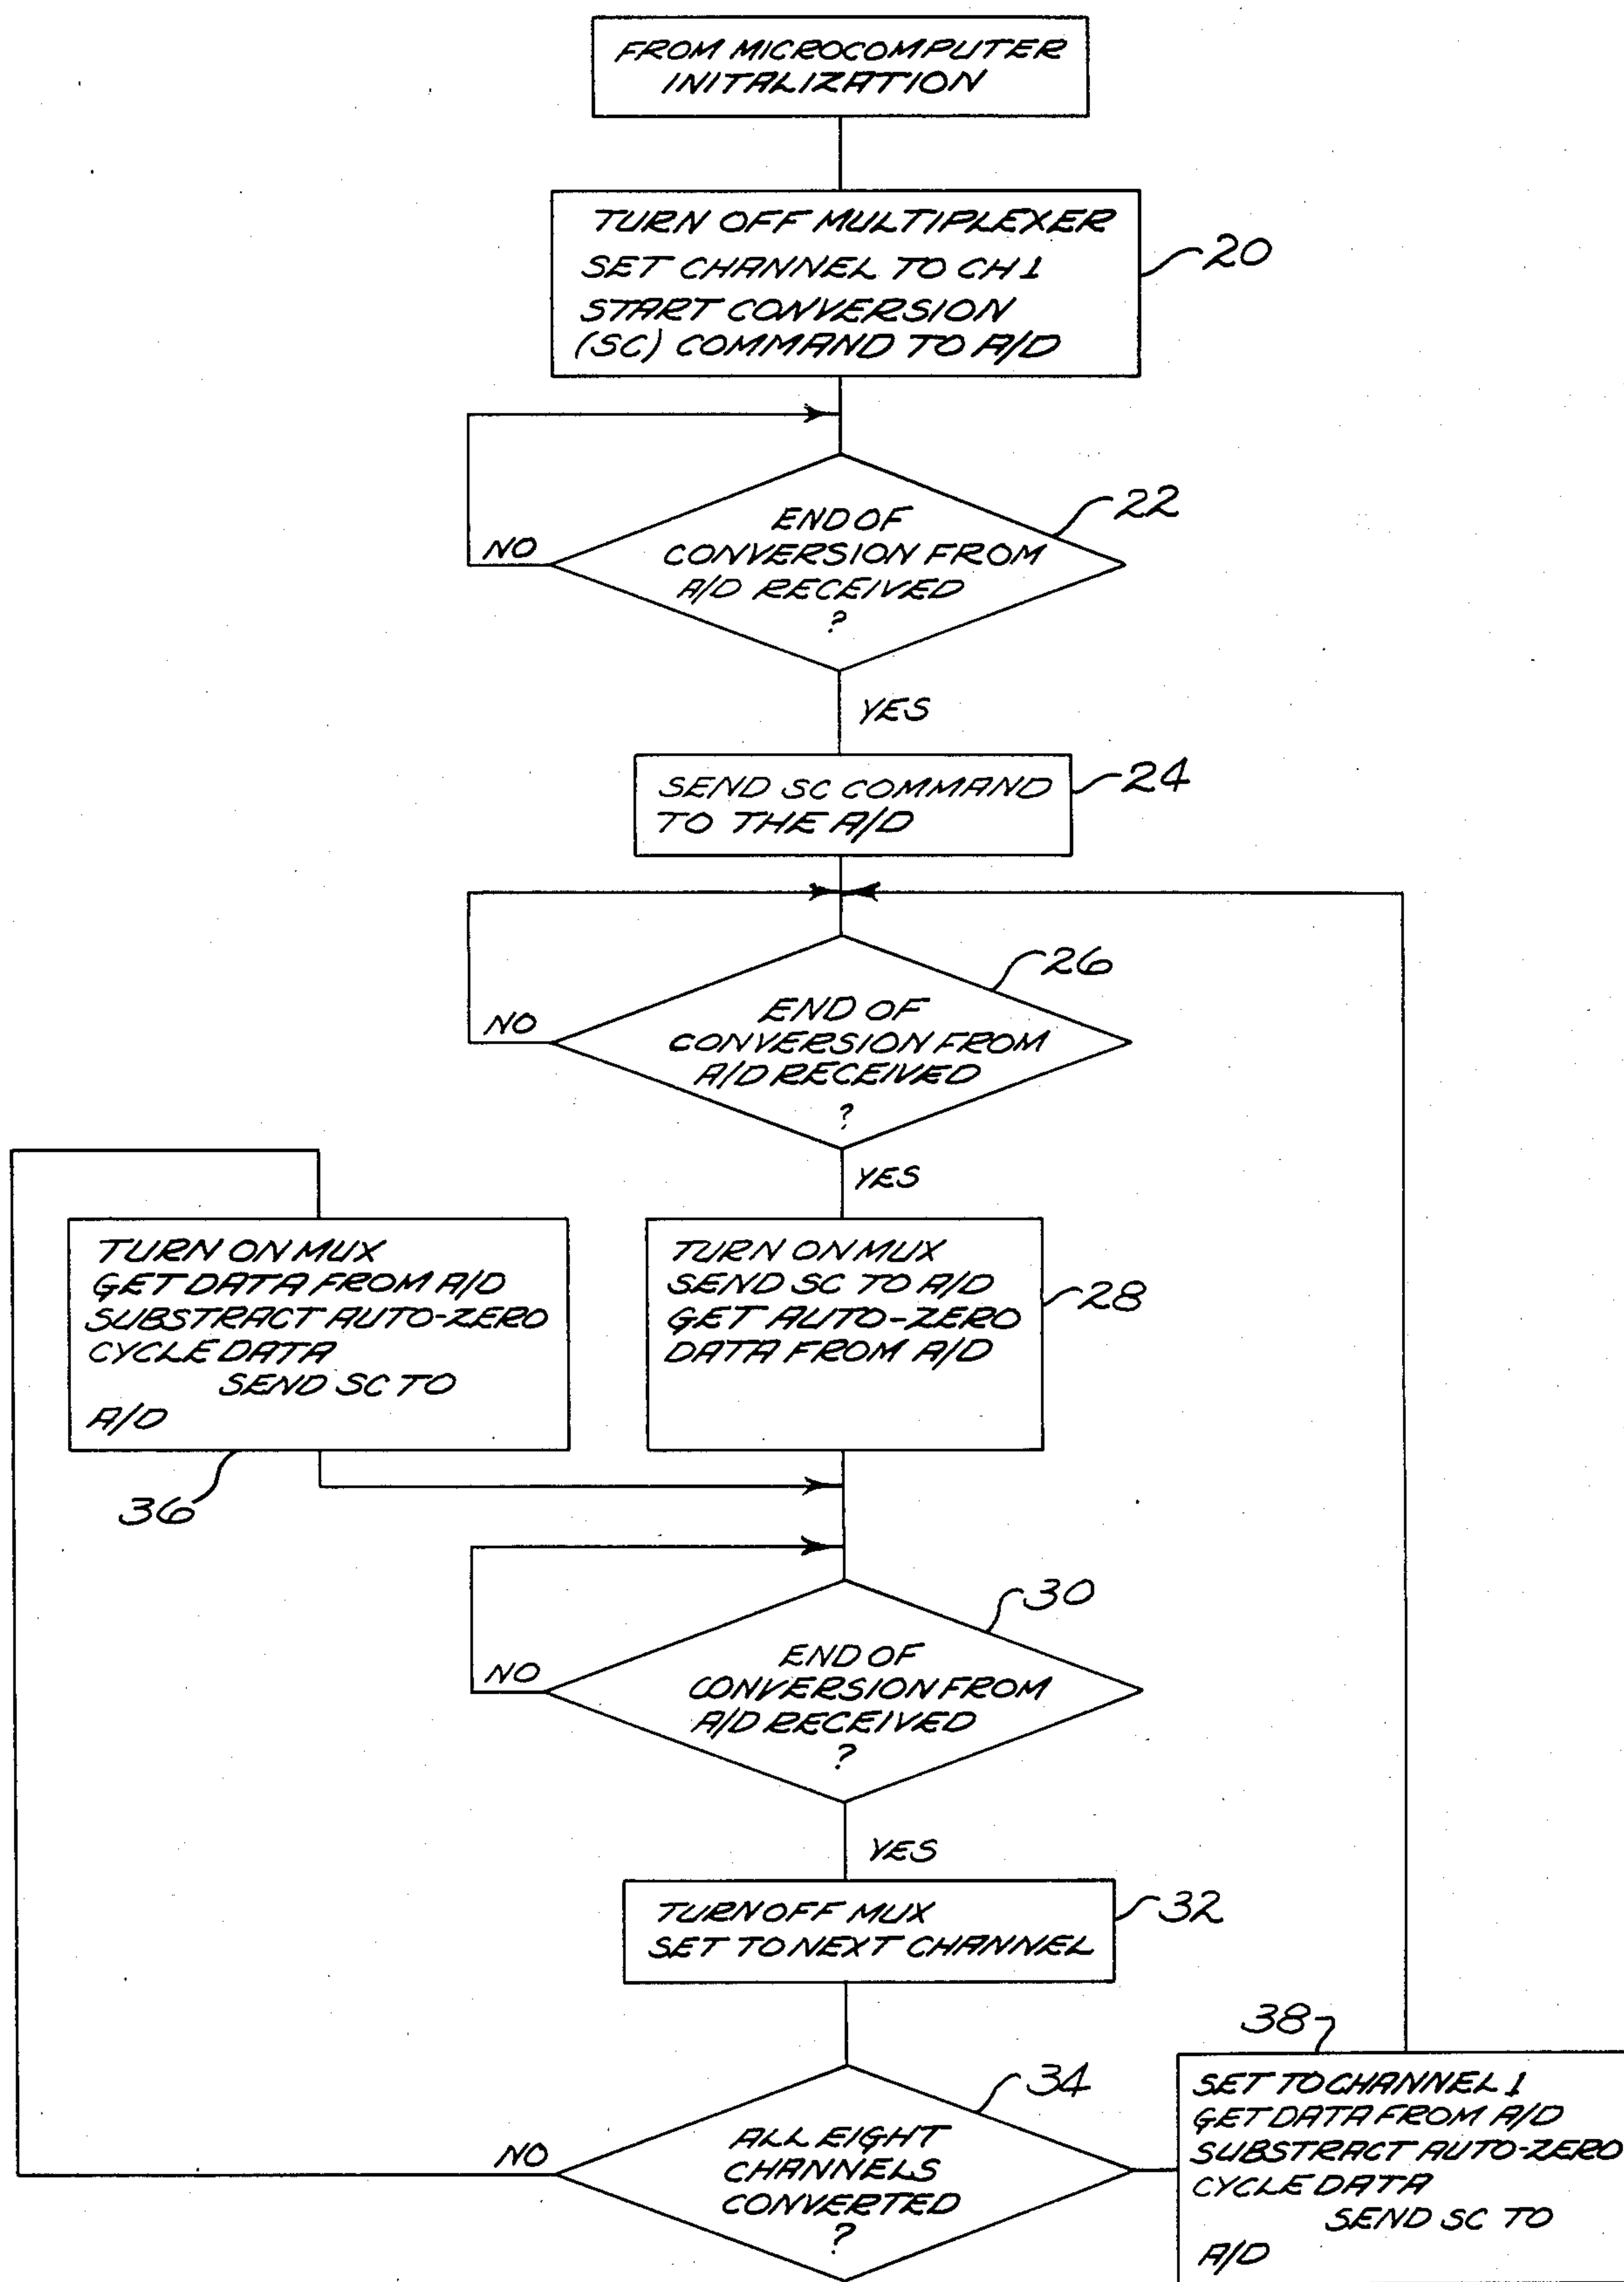 FROM MICROCOMPUTER
INITALIZATION
TURN OFF MULTIPLEXER
SET CHANNEL TO CH 1
START CONVERSION
(SC) COMMAND TO A/D
20
END OF
CONVERSION FROM
A/D RECEIVED
?
22
NO
YES
SEND SC COMMAND
TO THE A/D
24
END OF
CONVERSION FROM
A/D RECEIVED
?
26
NO
YES
TURN ON MUX
GET DATA FROM A/D
SUBSTRACT AUTO-ZERO
CYCLE DATA
SEND SC TO
A/D
36
TURN ON MUX
SEND SC TO A/D
GET AUTO-ZERO
DATA FROM A/D
28
END OF
CONVERSION FROM
A/D RECEIVED
?
30
NO
YES
TURN OFF MUX
SET TO NEXT CHANNEL
32
ALL EIGHT
CHANNELS
CONVERTED
?
34
NO
38
SET TO CHANNEL 1
GET DATA FROM A/D
SUBSTRACT AUTO-ZERO
CYCLE DATA
SEND SC TO
A/D